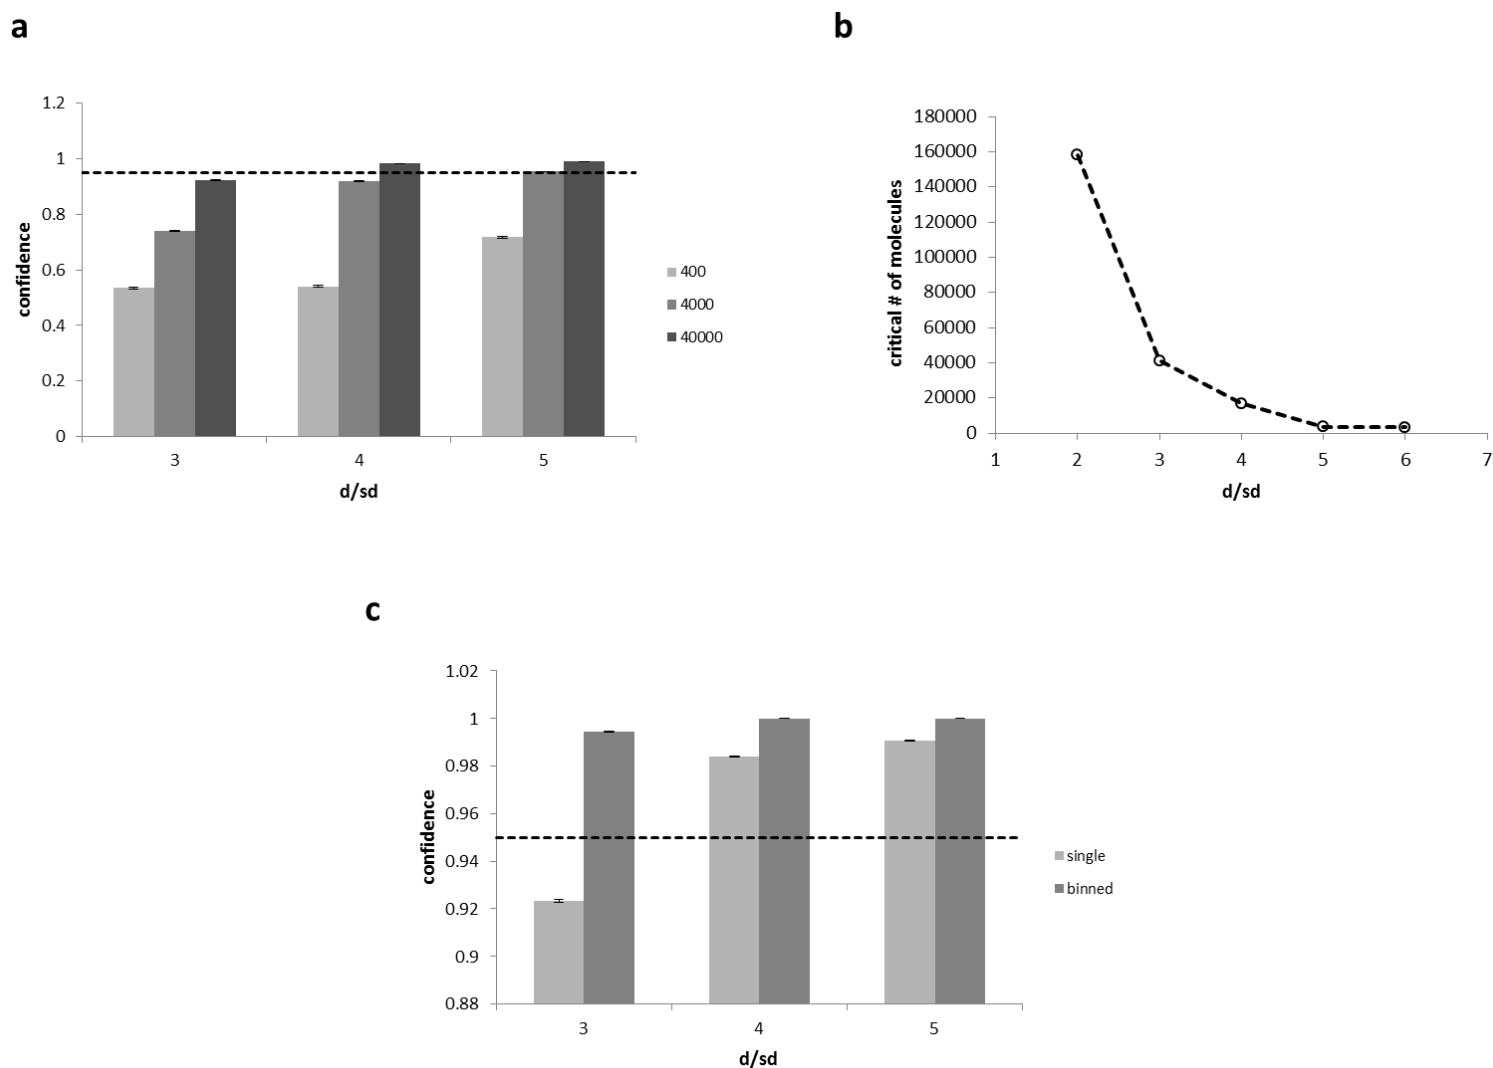 a
1.2
1
0.8
0.6
0.4
0.2
0
confidence
3
4
5
d/sd
400
4000
40000
b
180000
160000
140000
120000
100000
80000
60000
40000
20000
0
critical # of molecules
1 2 3 4 5 6 7
d/sd
c
1.02
1
0.98
0.96
0.94
0.92
0.9
0.88
confidence
3
4
5
d/sd
single
binned